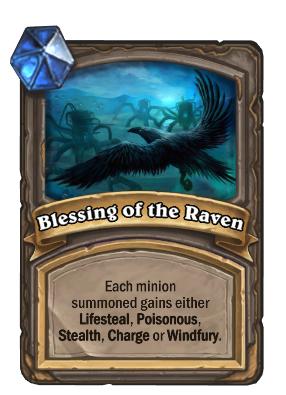 Blessing of the Raven
Each minion
summoned gains either
Lifesteal, Poisonous,
Stealth, Charge or Windfury.